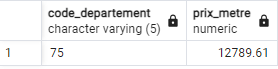 code_departement prix_metre
character varying (5) numeric
1 75 12789.61